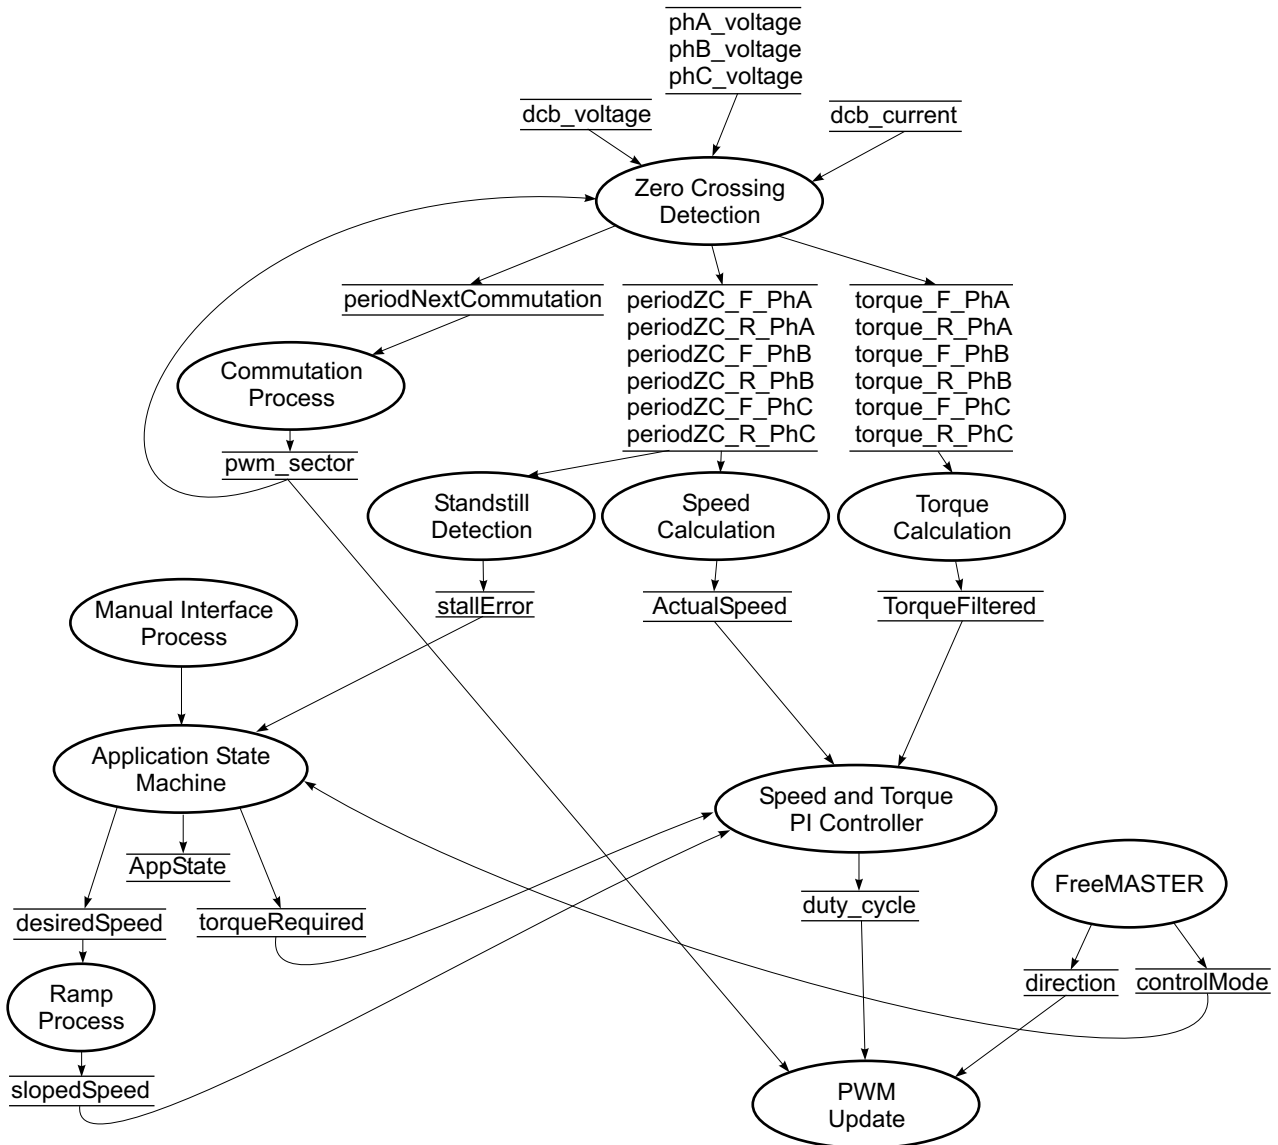 phA_voltage
phB_voltage
phC_voltage
dcb_voltage
dcb_current
Zero Crossing
Detection
periodNextCommutation
periodZC_F_PhA
periodZC_R_PhA
periodZC_F_PhB
periodZC_R_PhB
periodZC_F_PhC
periodZC_R_PhC
torque_F_PhA
torque_R_PhA
torque_F_PhB
torque_R_PhB
torque_F_PhC
torque_R_PhC
Commutation
Process
pwm_sector
Standstill
Detection
Speed
Calculation
Torque
Calculation
Manual Interface
Process
stallError
ActualSpeed
TorqueFiltered
Application State
Machine
Speed and Torque
PI Controller
AppState
FreeMASTER
desiredSpeed
torqueRequired
duty_cycle
direction
controlMode
Ramp
Process
slopedSpeed
PWM
Update